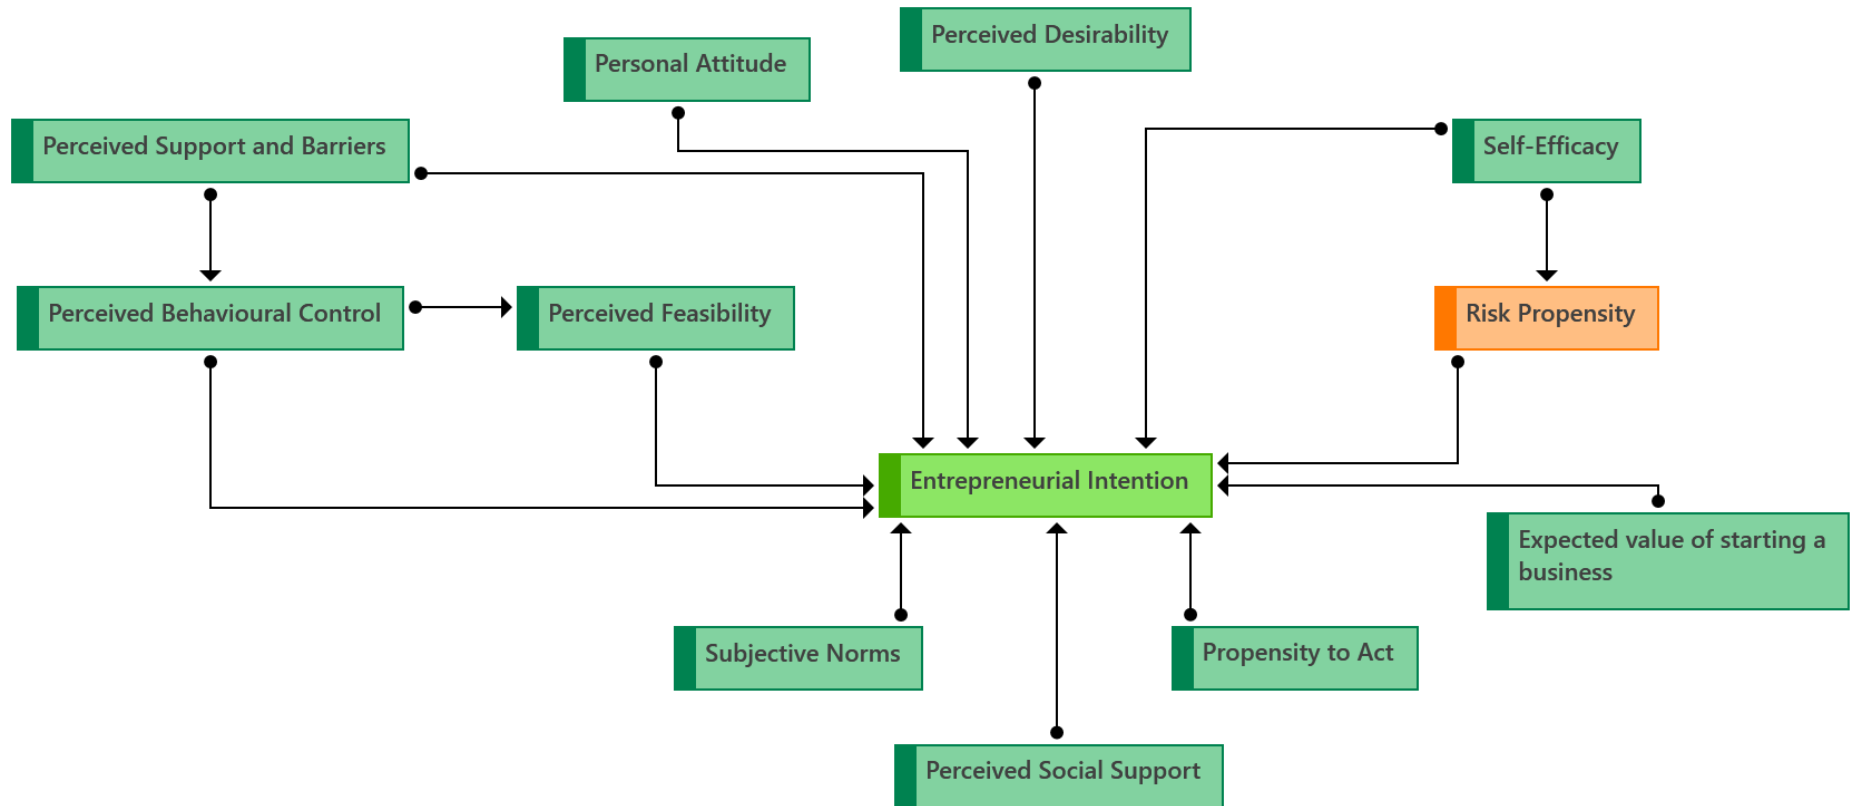 Perceived Desirability
Personal Attitude
Perceived Support and Barriers
Self-Efficacy
Perceived Behavioural Control
Perceived Feasibility
Risk Propensity
Entrepreneurial Intention
Expected value of starting a
business
Subjective Norms
Propensity to Act
Perceived Social Support